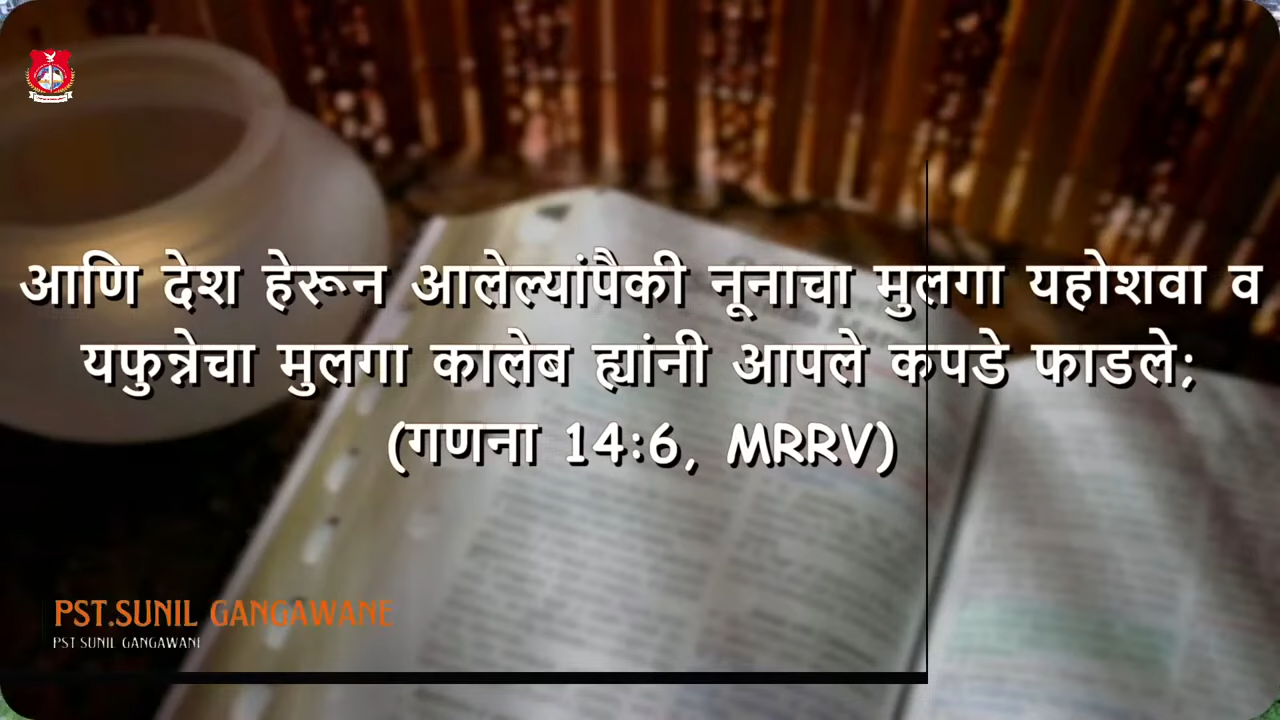 आणि देश हेरून आलेल्यांपैकी नूनाचा मुलगा यहोशवा व
यफुन्नेचा मुलगा कालेब ह्यांनी आपले कपडे फाडले;
(गणना 14:6, MRRV)
PST.SUNIL GANGAWANE
PST SUNIL GANGAWANE